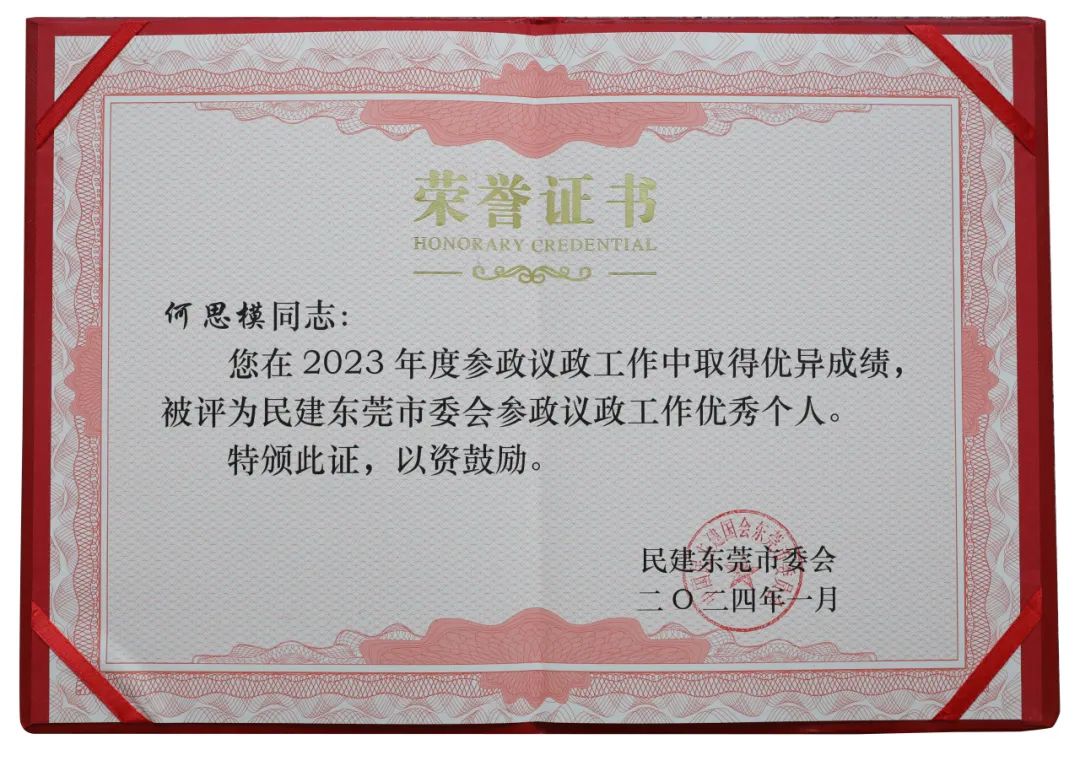 荣誉证书
HONORARY CREDENTIAL
何思模同志：
您在2023年度参政议政工作中取得优异成绩，
被评为民建东莞市委会参政议政工作优秀个人。
特颁此证，以资鼓励。
民建东莞市委会
二〇二四年一月